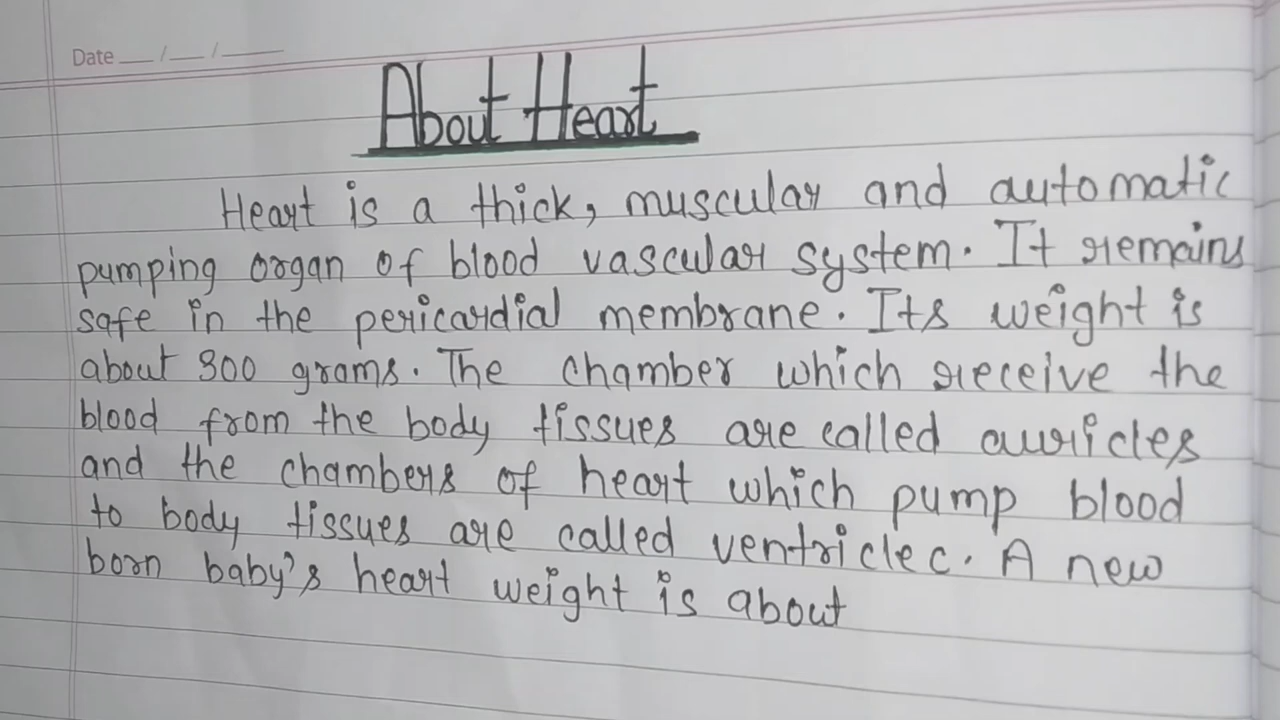 Date __/__/____
About Heart
Heart is a thick, muscular and automatic
pumping organ of blood vascular system. It remains
safe in the pericardial membrane. Its weight is
about 300 grams. The chamber which receive the
blood from the body tissues are called auricles
and the chambers of heart which pump blood
to body tissues are called ventriclec. A new
born baby's heart weight is about